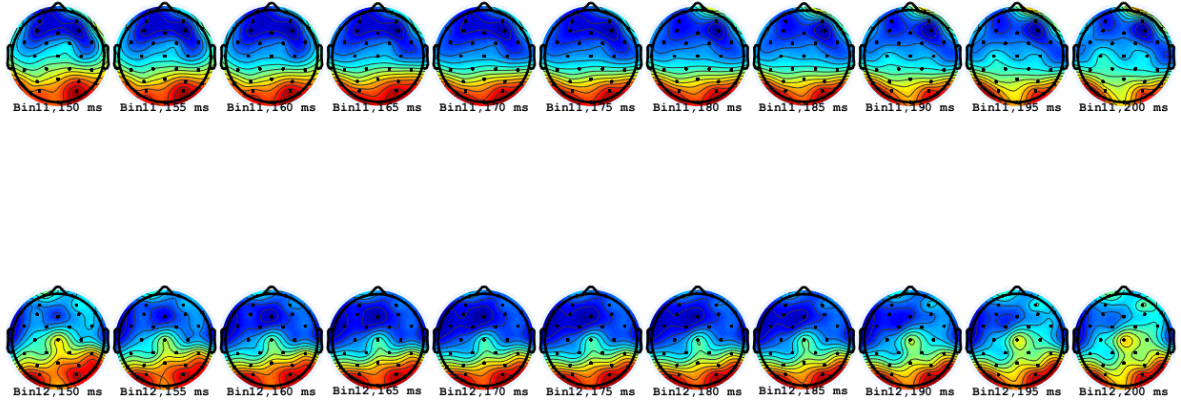 Bin11,150 ms Bin11,155 ms Bin11,160 ms Bin11,165 ms Bin11,170 ms Bin11,175 ms Bin11,180 ms Bin11,185 ms Bin11,190 ms Bin11,195 ms Bin11,200 ms
Bin12,150 ms Bin12,155 ms Bin12,160 ms Bin12,165 ms Bin12,170 ms Bin12,175 ms Bin12,180 ms Bin12,185 ms Bin12,190 ms Bin12,195 ms Bin12,200 ms